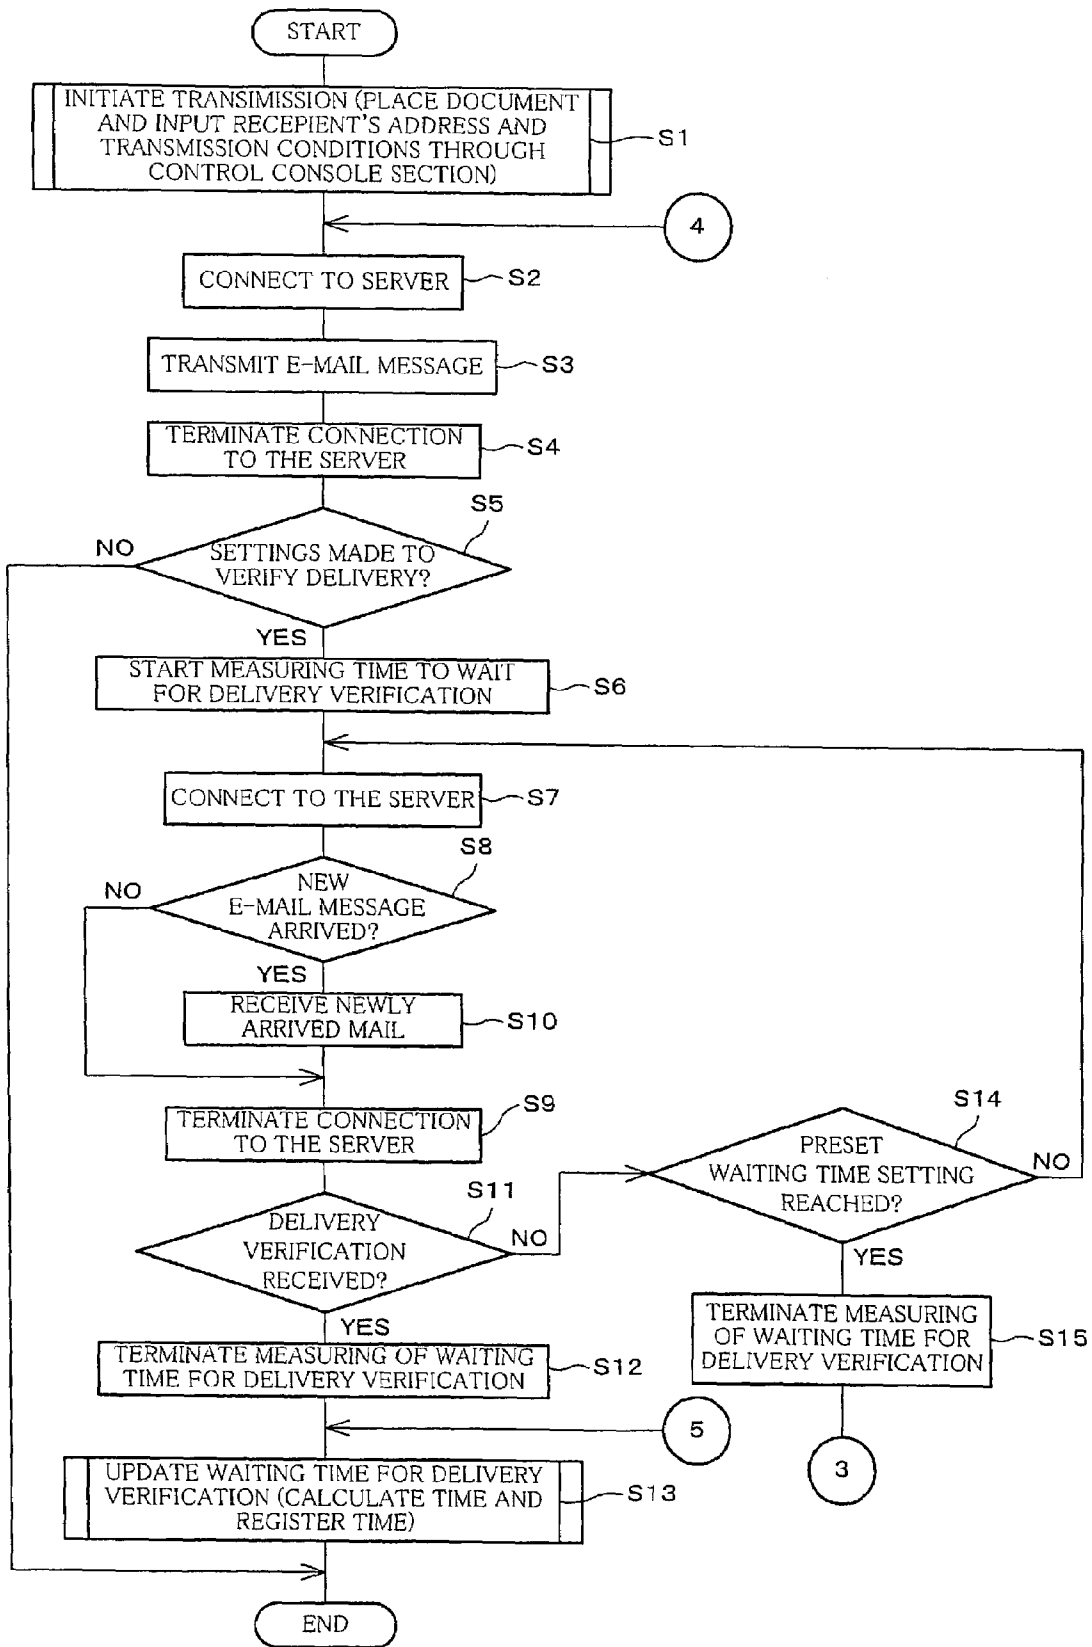 START
INITIATE TRANSIMISSION (PLACE DOCUMENT
AND INPUT RECEPIENT'S ADDRESS AND
TRANSMISSION CONDITIONS THROUGH
CONTROL CONSOLE SECTION)
S1
4
CONNECT TO SERVER
S2
TRANSMIT E-MAIL MESSAGE
S3
TERMINATE CONNECTION
TO THE SERVER
S4
S5
NO
SETTINGS MADE TO
VERIFY DELIVERY?
YES
START MEASURING TIME TO WAIT
FOR DELIVERY VERIFICATION
S6
CONNECT TO THE SERVER
S7
S8
NO
NEW
E-MAIL MESSAGE
ARRIVED?
YES
RECEIVE NEWLY
ARRIVED MAIL
S10
S9
TERMINATE CONNECTION
TO THE SERVER
S14
PRESET
WAITING TIME SETTING
REACHED?
NO
S11
DELIVERY
VERIFICATION
RECEIVED?
NO
YES
YES
TERMINATE MEASURING
OF WAITING TIME FOR
DELIVERY VERIFICATION
S15
TERMINATE MEASURING OF WAITING
TIME FOR DELIVERY VERIFICATION
S12
5
3
UPDATE WAITING TIME FOR DELIVERY
VERIFICATION (CALCULATE TIME AND
REGISTER TIME)
S13
END